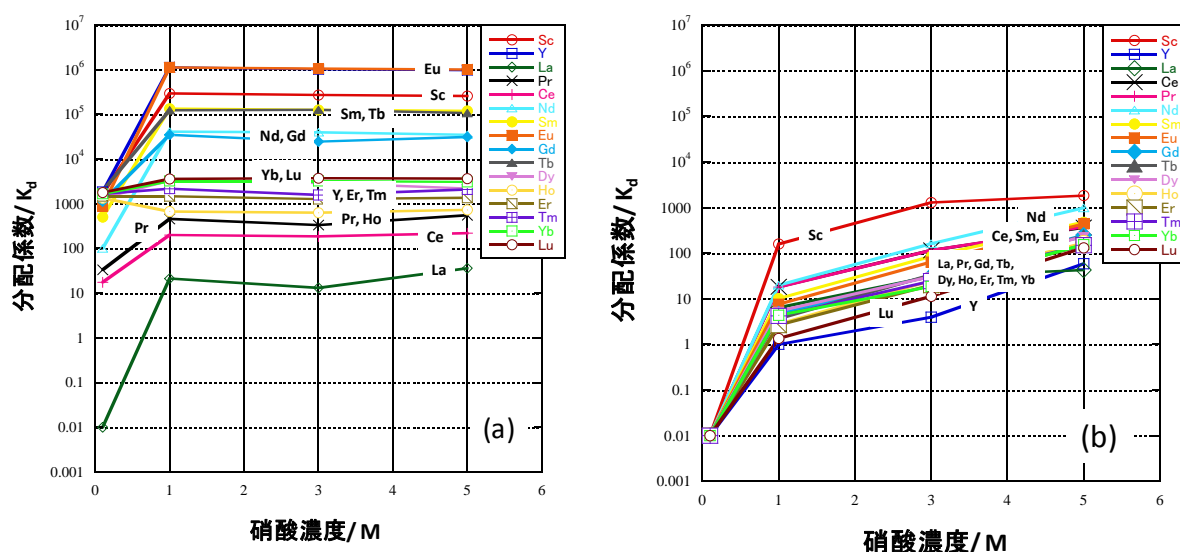 10⁷
10⁶
10⁵
10⁴
1000
100
10
1
0.1
0.01
0.001
0 1 2 3 4 5 6
分配係数/ Kd
硝酸濃度/ M
Eu
Sc
Sm, Tb
Nd, Gd
Yb, Lu
Y, Er, Tm
Pr, Ho
Pr
Ce
La
(a)
Sc
Y
La
Pr
Ce
Nd
Sm
Eu
Gd
Tb
Dy
Ho
Er
Tm
Yb
Lu
10⁷
10⁶
10⁵
10⁴
1000
100
10
1
0.1
0.01
0.001
0 1 2 3 4 5 6
分配係数/ Kd
硝酸濃度/ M
Sc
Nd
Ce, Sm, Eu
La, Pr, Gd, Tb,
Dy, Ho, Er, Tm, Yb
Lu
Y
(b)
Sc
Y
La
Ce
Pr
Nd
Sm
Eu
Gd
Tb
Dy
Ho
Er
Tm
Yb
Lu